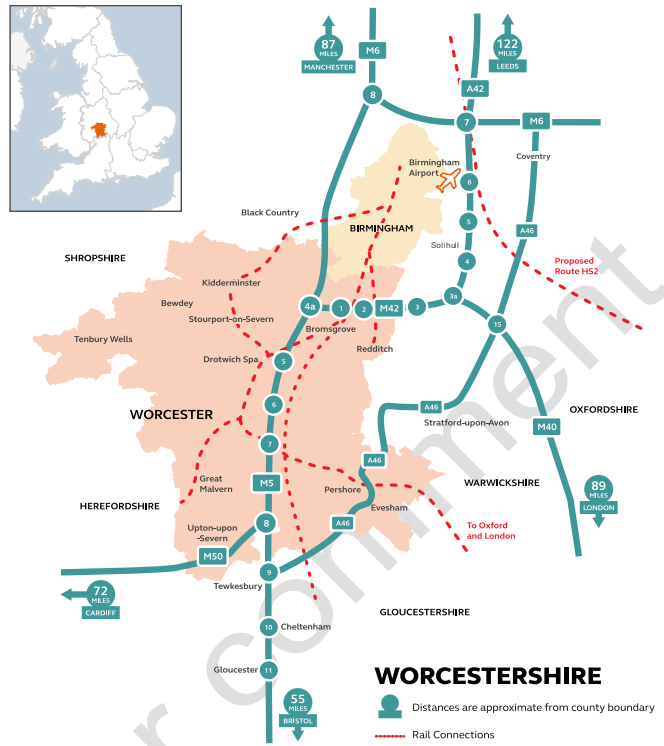 87
MILES
MANCHESTER
M6
122
MILES
LEEDS
A42
8
7
M6
Coventry
Birmingham
Airport
6
Black Country
BIRMINGHAM
5
A46
Solihull
SHROPSHIRE
4
Proposed
Route HS2
Kidderminster
Bewdey
Stourport-on-Severn
4a
1
2
M42
3
3a
15
Bromsgrove
Tenbury Wells
Redditch
Drotwich Spa
5
6
A46
OXFORDSHIRE
WORCESTER
Stratford-upon-Avon
M40
7
A46
Great
Malvern
M5
WARWICKSHIRE
89
MILES
LONDON
Pershore
HEREFORDSHIRE
Evesham
Upton-upon
-Severn
8
A46
To Oxford
and London
M50
9
Tewkesbury
72
MILES
CARDIFF
GLOUCESTERSHIRE
10
Cheltenham
Gloucester
11
55
MILES
BRISTOL
WORCESTERSHIRE
Distances are approximate from county boundary
Rail Connections
r comment